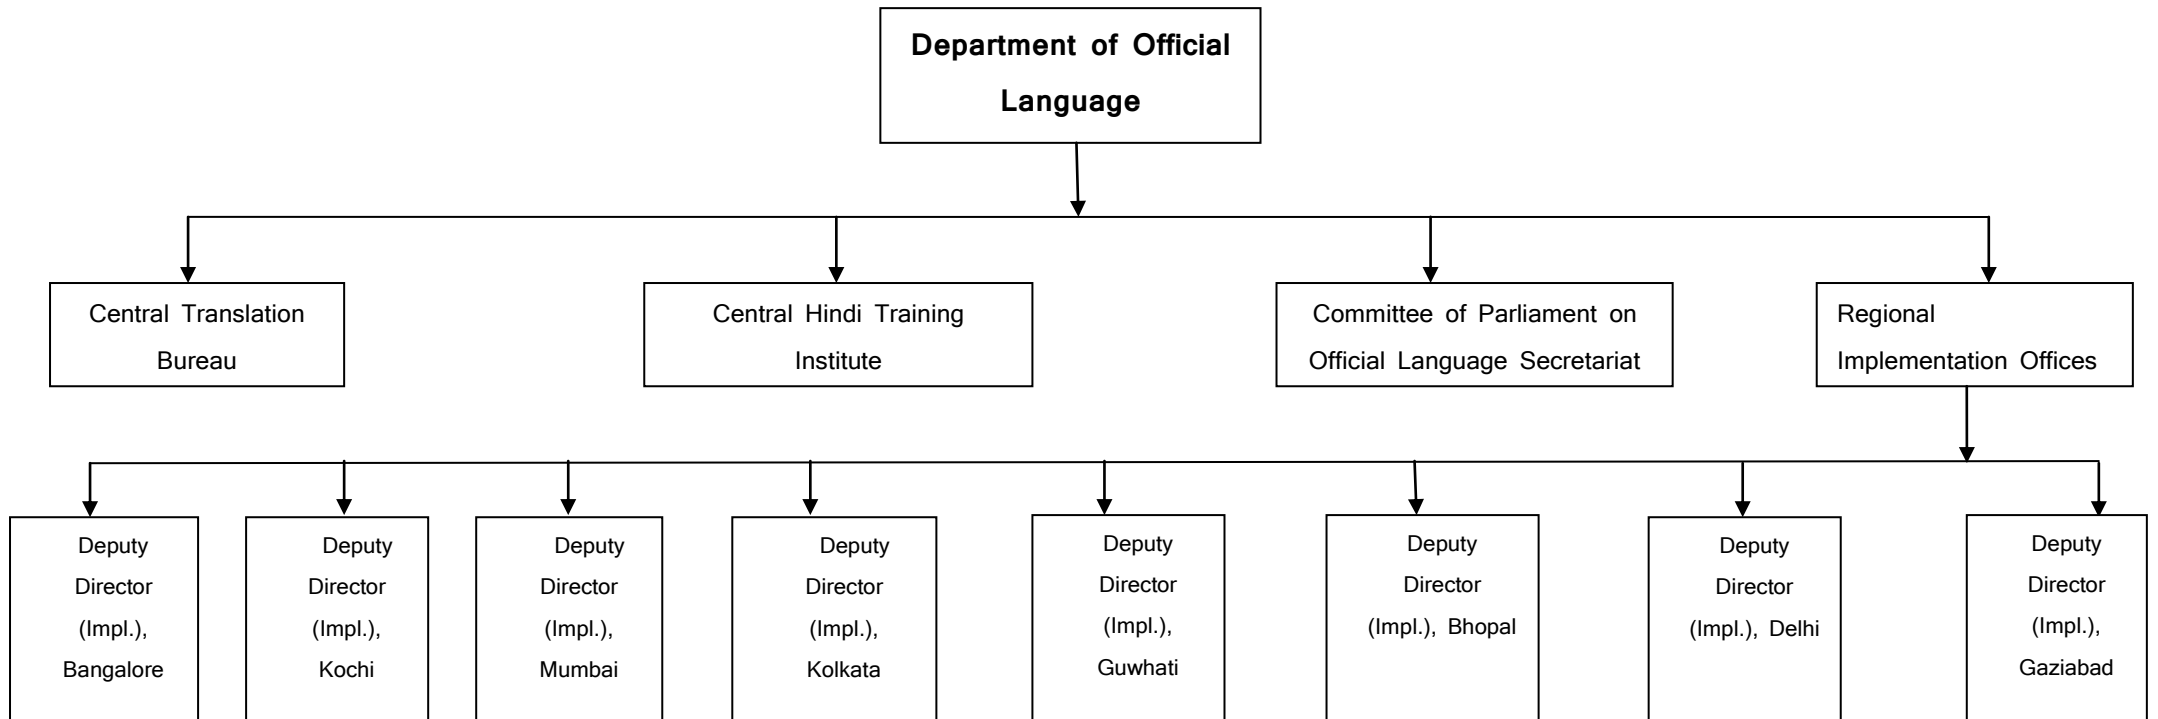 Department of Official
Language
Central Translation
Bureau
Central Hindi Training
Institute
Committee of Parliament on
Official Language Secretariat
Regional
Implementation Offices
Deputy
Director
(Impl.),
Bangalore
Deputy
Director
(Impl.),
Kochi
Deputy
Director
(Impl.),
Mumbai
Deputy
Director
(Impl.),
Kolkata
Deputy
Director
(Impl.),
Guwhati
Deputy
Director
(Impl.), Bhopal
Deputy
Director
(Impl.), Delhi
Deputy
Director
(Impl.),
Gaziabad